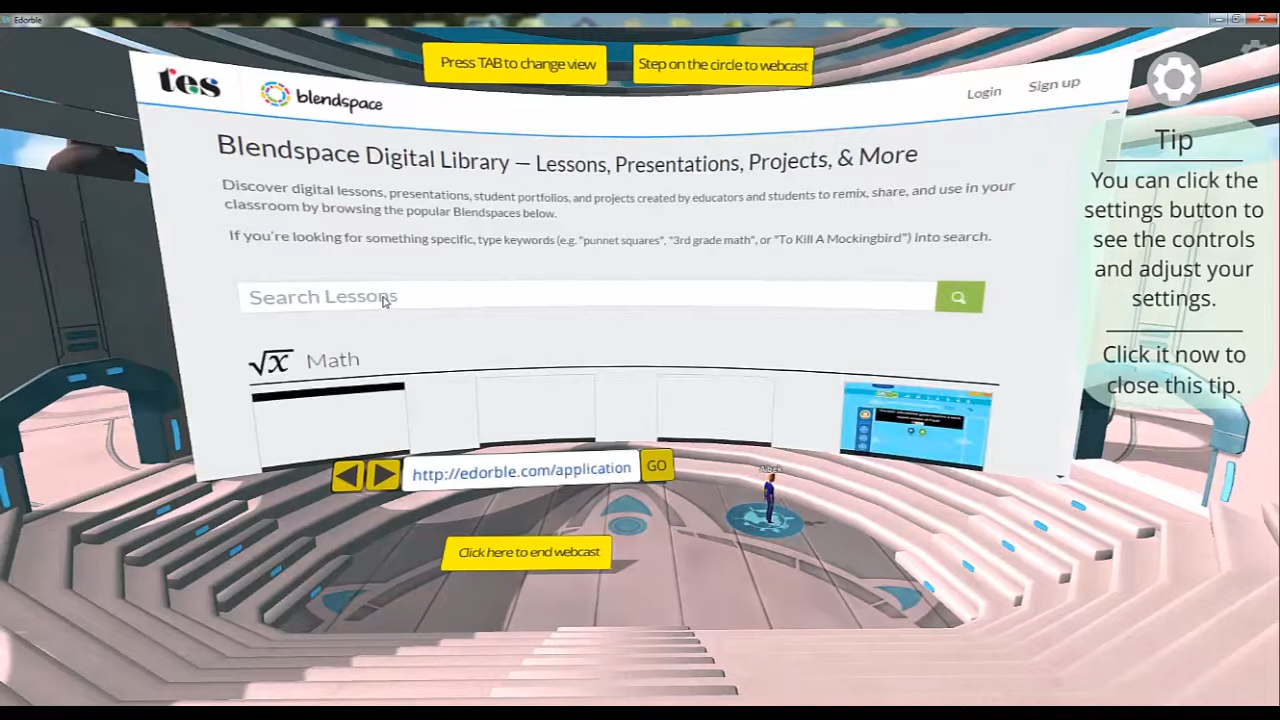 Edorble
Press TAB to change view
Step on the circle to webcast
tes
blendspace
Login
Sign up
Blendspace Digital Library — Lessons, Presentations, Projects, & More
Discover digital lessons, presentations, student portfolios, and projects created by educators and students to remix, share, and use in your
classroom by browsing the popular Blendspaces below.
If you're looking for something specific, type keywords (e.g. "punnet squares", "3rd grade math", or "To Kill A Mockingbird") into search.
Search Lessons
√x Math
http://edorble.com/application
GO
Click here to end webcast
Tip
You can click the
settings button to
see the controls
and adjust your
settings.
Click it now to
close this tip.